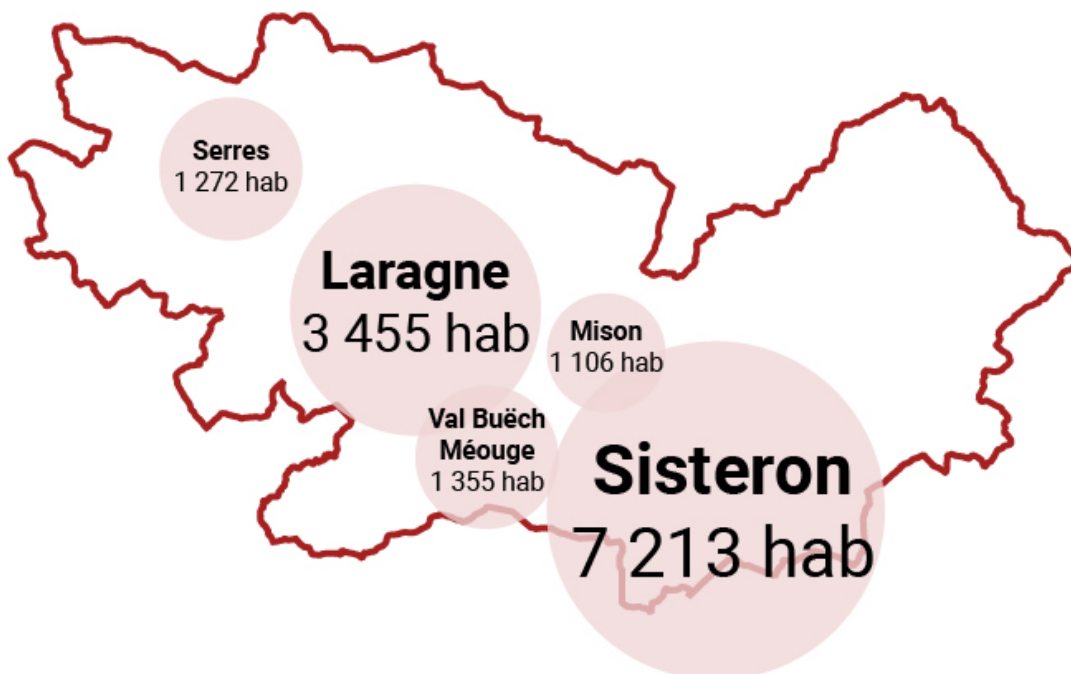 Serres
1 272 hab
Laragne
3 455 hab
Mison
1 106 hab
Val Buëch
Méouge
1 355 hab
Sisteron
7 213 hab